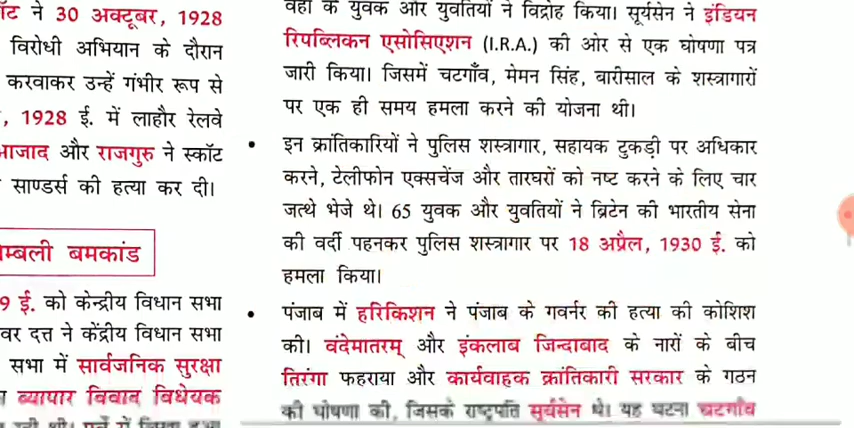 ॉट ने 30 अक्टूबर, 1928
विरोधी अभियान के दौरान
करवाकर उन्हें गंभीर रूप से
, 1928 ई. में लाहौर रेलवे
आजाद और राजगुरु ने स्कॉट
साण्डर्स की हत्या कर दी।
म्बली बमकांड
9 ई. को केन्द्रीय विधान सभा
वर दत्त ने केंद्रीय विधान सभा
सभा में सार्वजनिक सुरक्षा
व्यापार विवाद विधेयक
वहां के युवक और युवतियों ने विद्रोह किया। सूर्यसेन ने इंडियन
रिपब्लिकन एसोसिएशन (I.R.A.) की ओर से एक घोषणा पत्र
जारी किया। जिसमें चटगाँव, मेमन सिंह, बारीसाल के शस्त्रागारों
पर एक ही समय हमला करने की योजना थी।
• इन क्रांतिकारियों ने पुलिस शस्त्रागार, सहायक टुकड़ी पर अधिकार
करने, टेलीफोन एक्सचेंज और तारघरों को नष्ट करने के लिए चार
जत्थे भेजे थे। 65 युवक और युवतियों ने ब्रिटेन की भारतीय सेना
की वर्दी पहनकर पुलिस शस्त्रागार पर 18 अप्रैल, 1930 ई. को
हमला किया।
• पंजाब में हरिकिशन ने पंजाब के गवर्नर की हत्या की कोशिश
की। वंदेमातरम् और इंकलाब जिन्दाबाद के नारों के बीच
तिरंगा फहराया और कार्यवाहक क्रांतिकारी सरकार के गठन
की घोषणा की, जिसके राष्ट्रपति सूर्यसेन थे। यह घटना चटगाँव